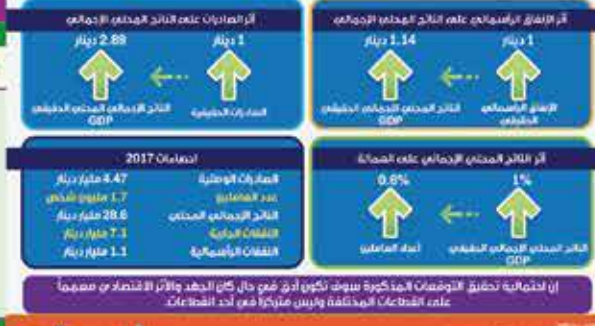 أثر الإنفاق الرأسمالي على الناتج المحلي الإجمالي
1 دينار
1.14 دينار
الإنفاق الرأسمالي الحقيقي
الناتج المحلي الإجمالي الحقيقي GDP
أثر الصادرات على الناتج المحلي الإجمالي
1 دينار
2.89 دينار
الصادرات الحقيقية
الناتج الإجمالي المحلي الحقيقي GDP
أثر الناتج المحلي الإجمالي على العمالة
1%
0.6%
الناتج المحلي الإجمالي الحقيقي GDP
أعداد العاملين
احصاءات 2017
الصادرات الوطنية 4.47 مليار دينار
عدد العاملين 1.7 مليون شخص
الناتج الإجمالي المحلي 28.6 مليار دينار
النفقات الجارية 7.1 مليار دينار
النفقات الرأسمالية 1.1 مليار دينار
إن احتمالية تحقيق التوقعات المذكورة سوف تكون أدق في حال كان الجهد والأثر الاقتصادي معمماً
على القطاعات المختلفة وليس متركزا في أحد القطاعات.